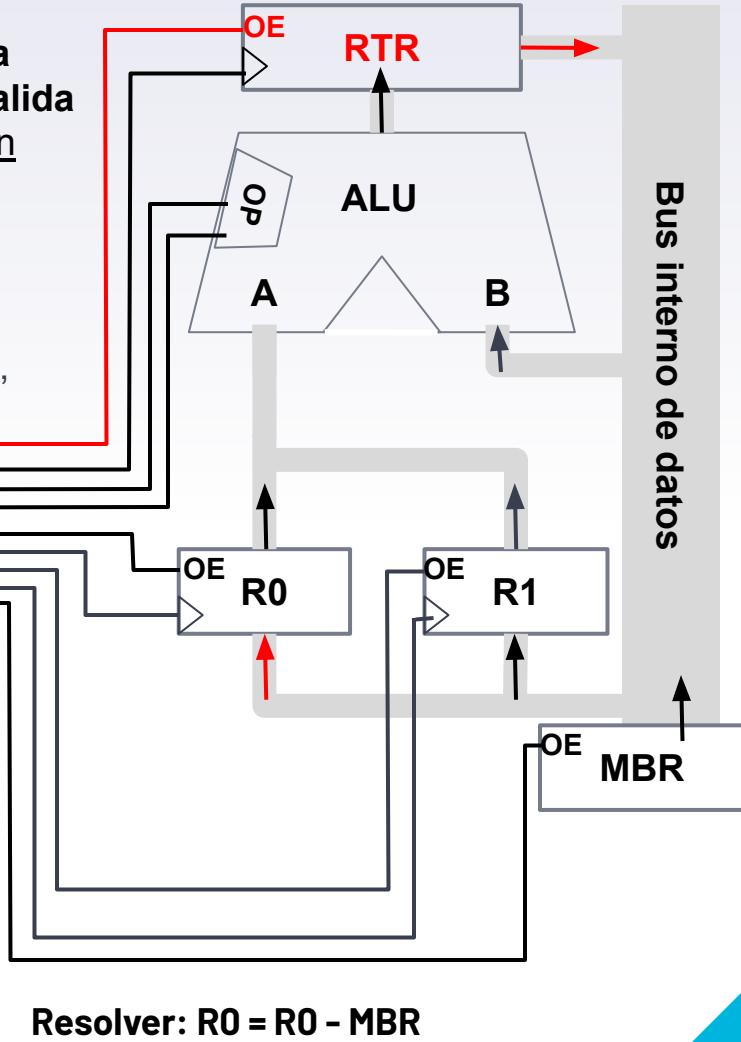 a
alida
n
,
OE
RTR
OP
ALU
A
B
Bus interno de datos
OE
R0
OE
R1
OE
MBR
Resolver: R0 = R0 - MBR